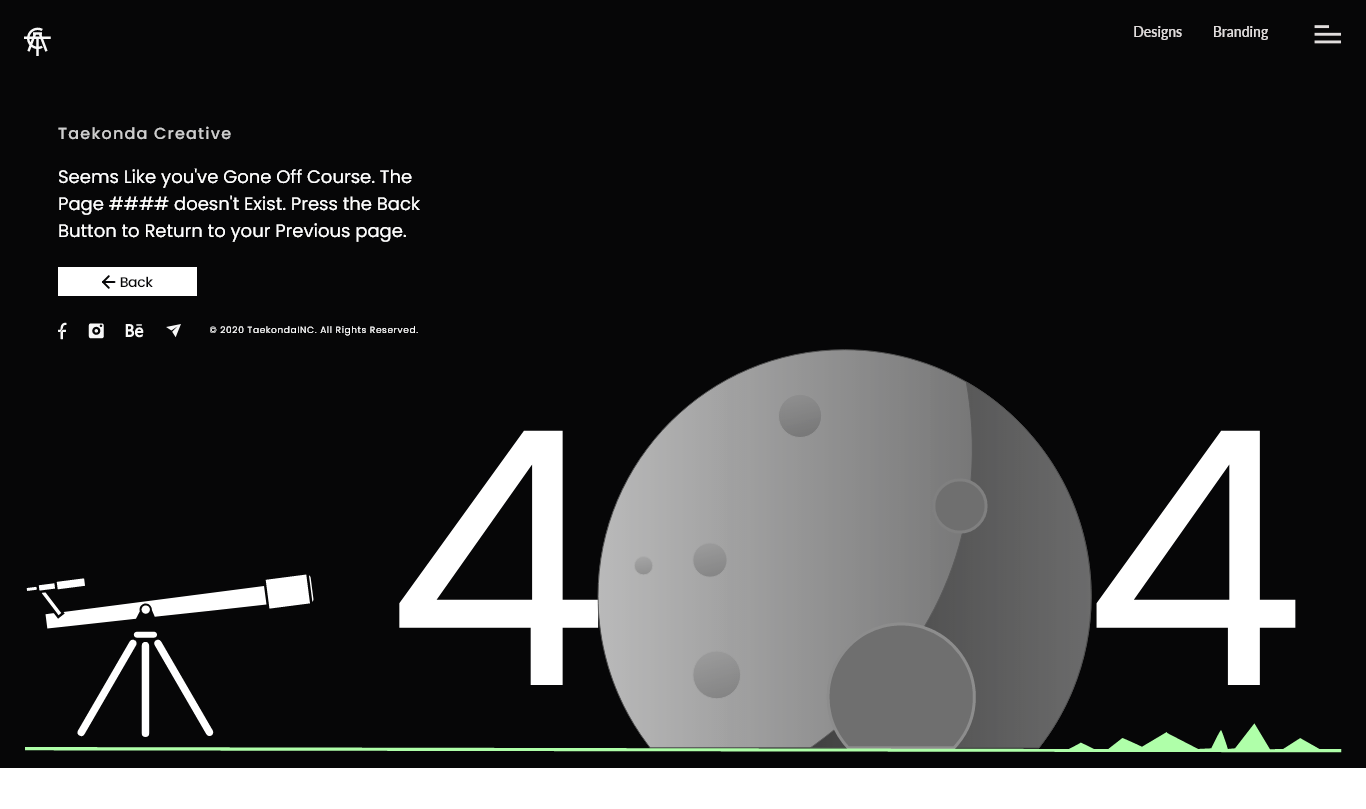 Designs Branding
Taekonda Creative
Seems Like you've Gone Off Course. The
Page #### doesn't Exist. Press the Back
Button to Return to your Previous page.
Back
Bē © 2020 TaekondaINC. All Rights Reserved.
4 4